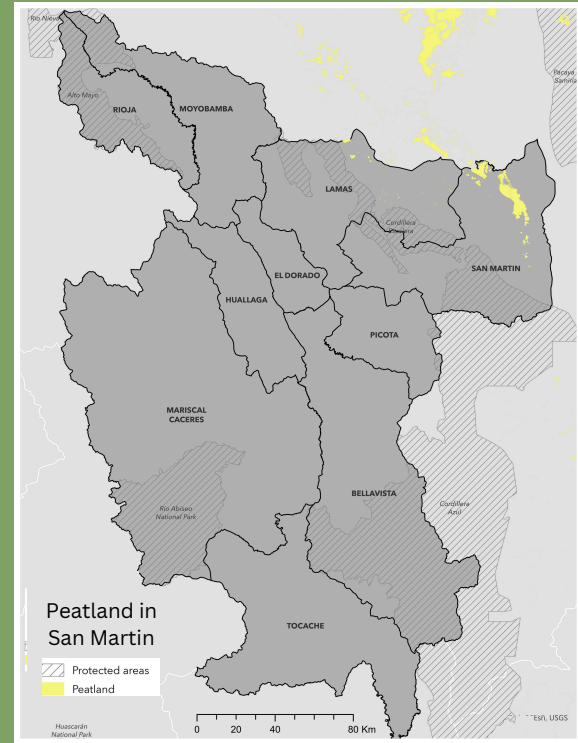 Rio Nieva
Pacaya
Samiria
Alto Mayo
RIOJA
MOYOBAMBA
LAMAS
Cordillera
Escalera
SAN MARTIN
EL DORADO
HUALLAGA
PICOTA
MARISCAL
CACERES
BELLAVISTA
Río Abiseo
National Park
Cordillera
Azul
TOCACHE
Peatland in
San Martin
Protected areas
Peatland
0 20 40 80 Km
Esri, USGS
Huascarán
National Park